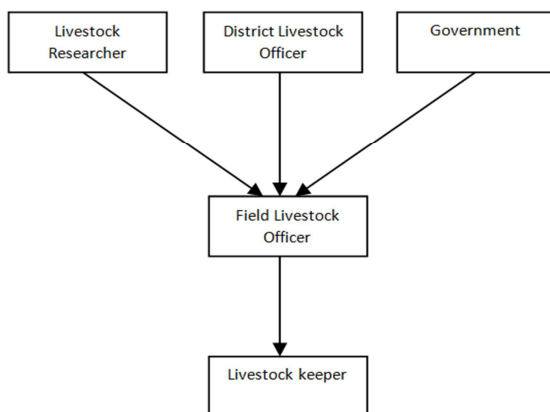 Livestock
Researcher
District Livestock
Officer
Government
Field Livestock
Officer
Livestock keeper